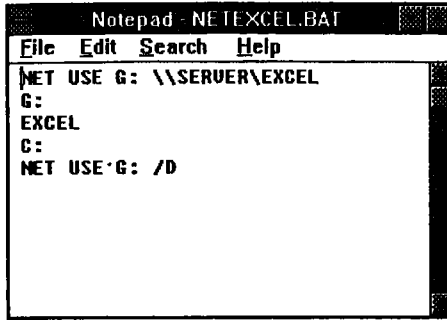 Notepad - NETEXCEL.BAT
File Edit Search Help
NET USE G: \\SERVER\EXCEL
G:
EXCEL
C:
NET USE G: /D